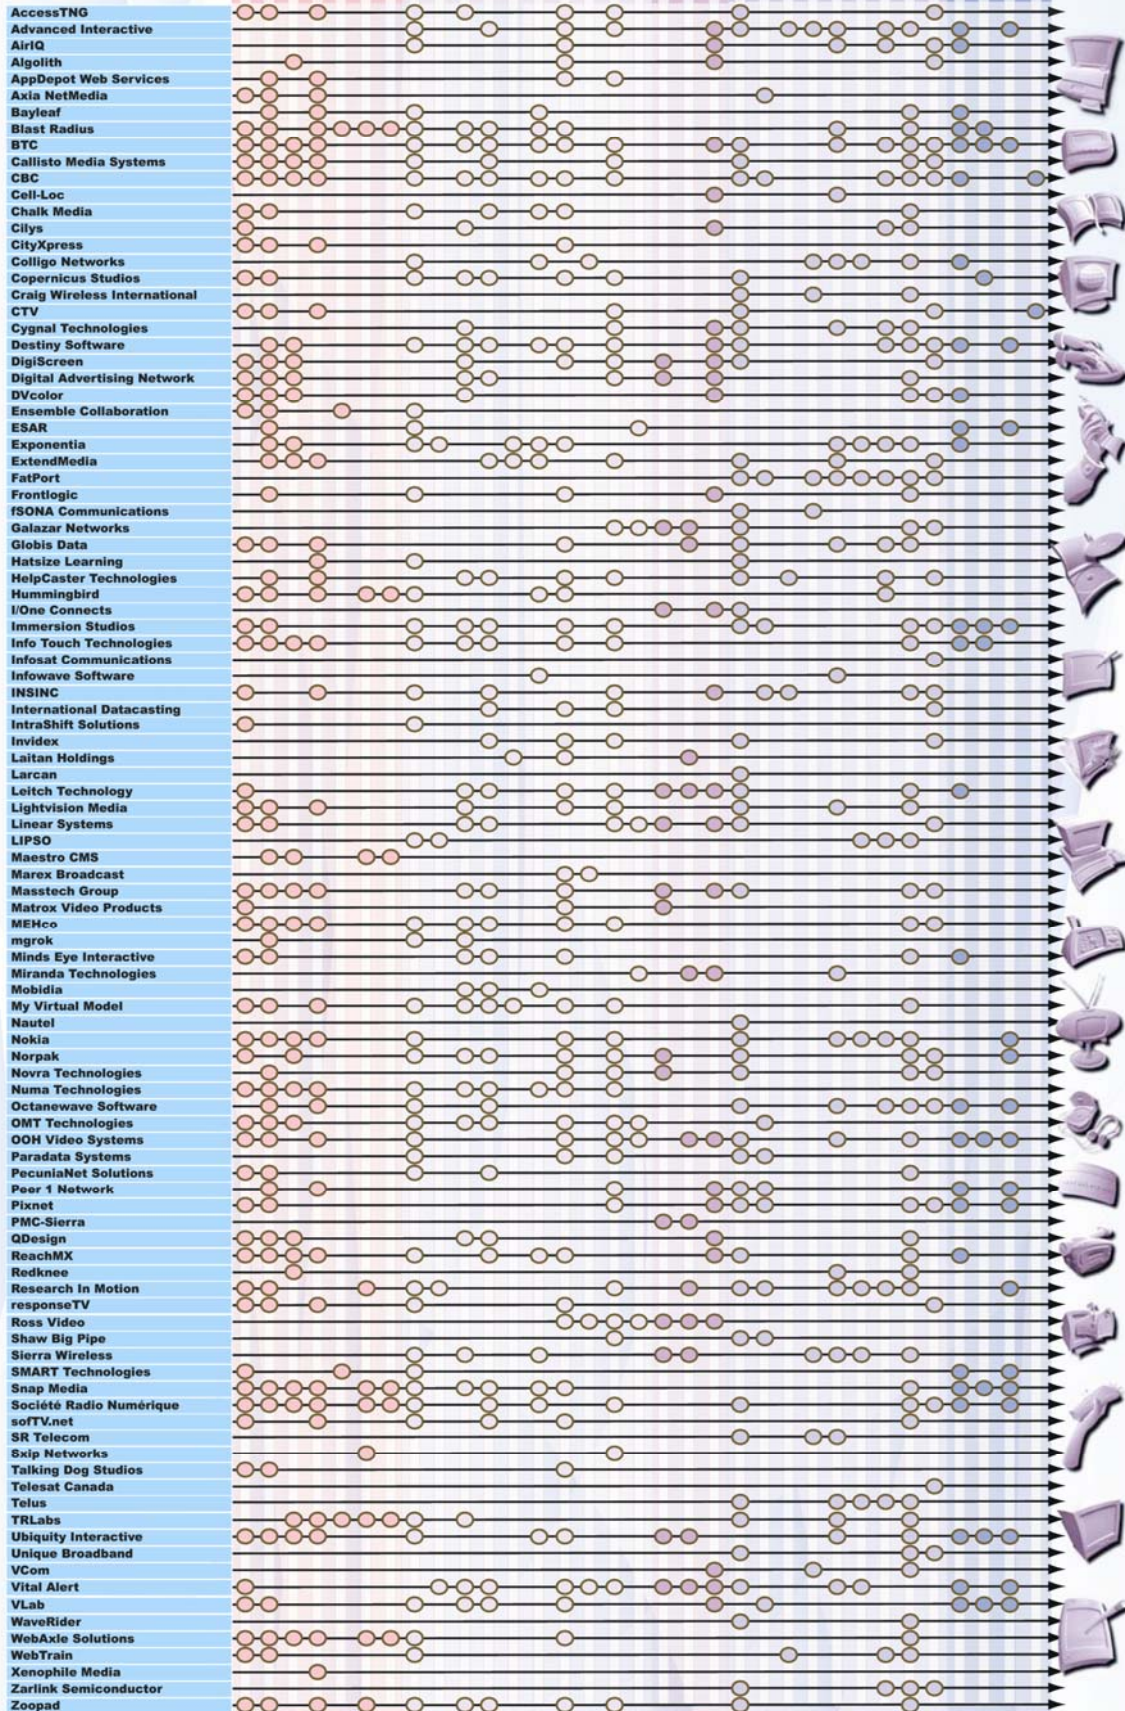 AccessTNG
Advanced Interactive
AirIQ
Algolith
AppDepot Web Services
Axia NetMedia
Bayleaf
Blast Radius
BTC
Callisto Media Systems
CBC
Cell-Loc
Chalk Media
Cilys
CityXpress
Colligo Networks
Copernicus Studios
Craig Wireless International
CTV
Cygnal Technologies
Destiny Software
DigiScreen
Digital Advertising Network
DVcolor
Ensemble Collaboration
ESAR
Exponentia
ExtendMedia
FatPort
Frontlogic
fSONA Communications
Galazar Networks
Globis Data
Hatsize Learning
HelpCaster Technologies
Hummingbird
I/One Connects
Immersion Studios
Info Touch Technologies
Infosat Communications
Infowave Software
INSINC
International Datacasting
IntraShift Solutions
Invidex
Laitan Holdings
Larcan
Leitch Technology
Lightvision Media
Linear Systems
LIPSO
Maestro CMS
Marex Broadcast
Masstech Group
Matrox Video Products
MEHco
mgrok
Minds Eye Interactive
Miranda Technologies
Mobidia
My Virtual Model
Nautel
Nokia
Norpak
Novra Technologies
Numa Technologies
Octanewave Software
OMT Technologies
OOH Video Systems
Paradata Systems
PecuniaNet Solutions
Peer 1 Network
Pixnet
PMC-Sierra
QDesign
ReachMX
Redknee
Research In Motion
responseTV
Ross Video
Shaw Big Pipe
Sierra Wireless
SMART Technologies
Snap Media
Société Radio Numérique
sofTV.net
SR Telecom
Sxip Networks
Talking Dog Studios
Telesat Canada
Telus
TRLabs
Ubiquity Interactive
Unique Broadband
VCom
Vital Alert
VLab
WaveRider
WebAxle Solutions
WebTrain
Xenophile Media
Zarlink Semiconductor
Zoopad